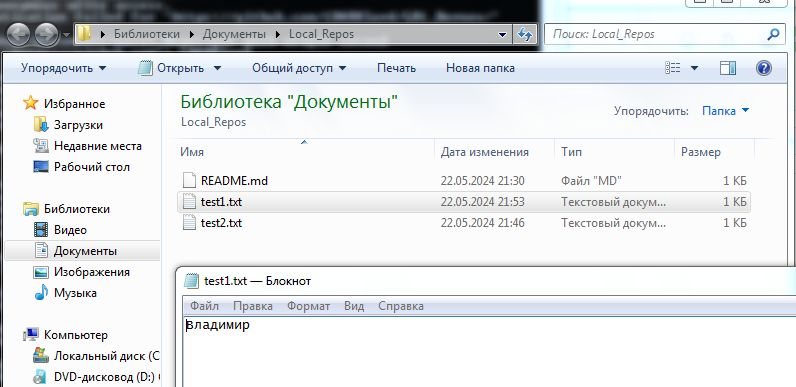 Библиотеки ▸ Документы ▸ Local_Repos
Поиск: Local_Repos
Упорядочить Открыть Общий доступ Печать Новая папка
Избранное
Загрузки
Недавние места
Рабочий стол
Библиотеки
Видео
Документы
Изображения
Музыка
Компьютер
Локальный диск (C
DVD-дисковод (D:)
Библиотека "Документы"
Local_Repos
Упорядочить: Папка
Имя Дата изменения Тип Размер
README.md 22.05.2024 21:30 Файл "MD" 1 КБ
test1.txt 22.05.2024 21:53 Текстовый докум... 1 КБ
test2.txt 22.05.2024 21:46 Текстовый докум... 1 КБ
test1.txt — Блокнот
Файл Правка Формат Вид Справка
Владимир